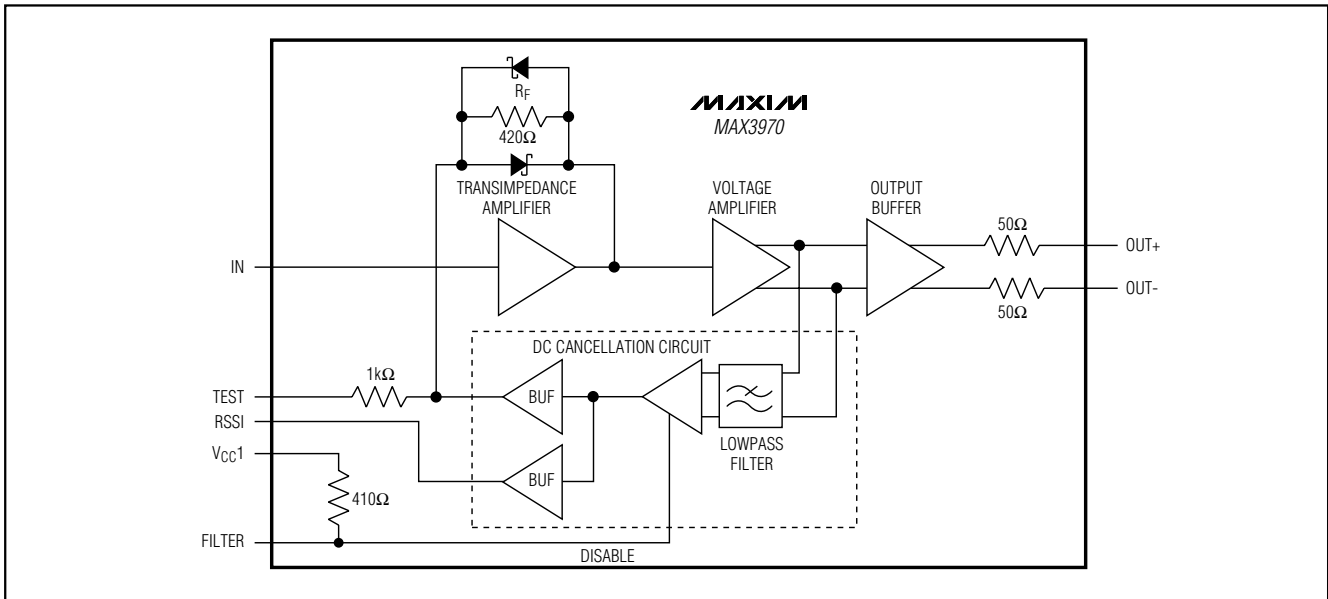 R_F
420Ω
MAXIM
MAX3970
TRANSIMPEDANCE
AMPLIFIER
VOLTAGE
AMPLIFIER
OUTPUT
BUFFER
50Ω
OUT+
IN
OUT-
50Ω
DC CANCELLATION CIRCUIT
1kΩ
TEST
BUF
RSSI
LOWPASS
FILTER
V_CC1
BUF
410Ω
FILTER
DISABLE